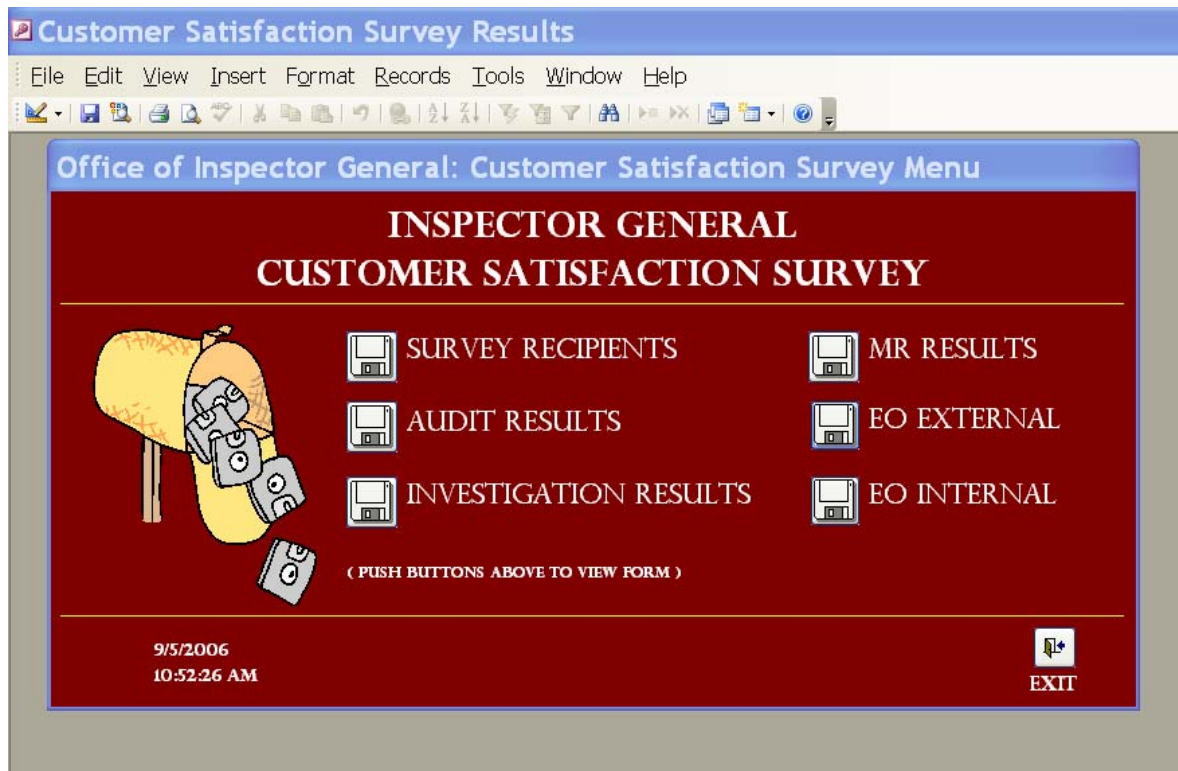 Customer Satisfaction Survey Results
File Edit View Insert Format Records Tools Window Help
Office of Inspector General: Customer Satisfaction Survey Menu
INSPECTOR GENERAL
CUSTOMER SATISFACTION SURVEY
SURVEY RECIPIENTS
MR RESULTS
AUDIT RESULTS
EO EXTERNAL
INVESTIGATION RESULTS
EO INTERNAL
( PUSH BUTTONS ABOVE TO VIEW FORM )
9/5/2006
10:52:26 AM
EXIT